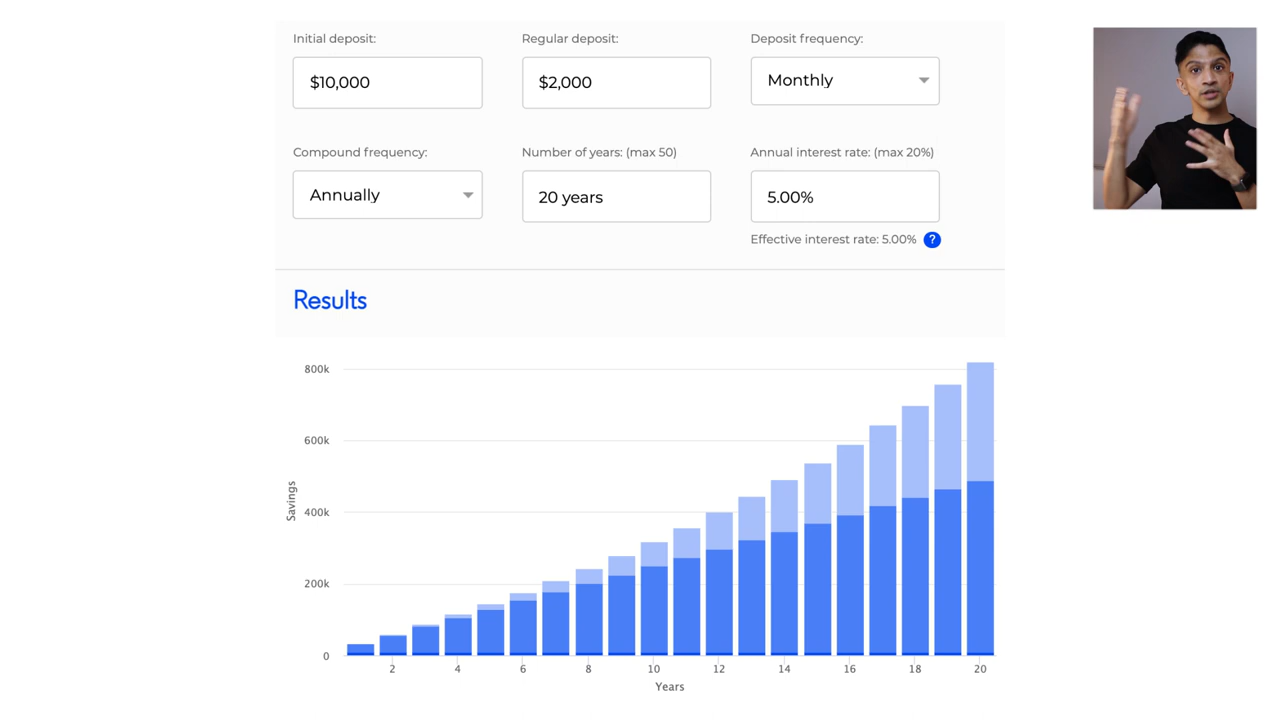 Initial deposit:
Regular deposit:
Deposit frequency:
$10,000
$2,000
Monthly
Compound frequency:
Number of years: (max 50)
Annual interest rate: (max 20%)
Annually
20 years
5.00%
Effective interest rate: 5.00% ?
Results
800k
600k
400k
200k
0
Savings
2 4 6 8 10 12 14 16 18 20
Years